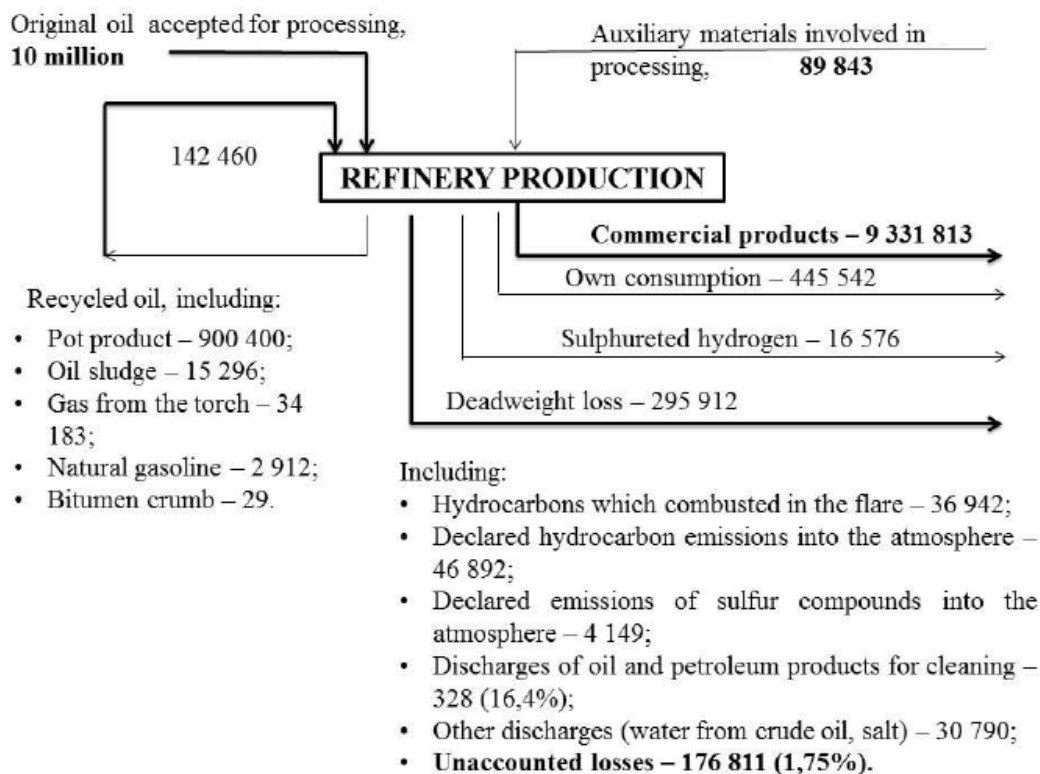 Original oil accepted for processing,
10 million
Auxiliary materials involved in
processing, 89 843
142 460
REFINERY PRODUCTION
Commercial products – 9 331 813
Own consumption – 445 542
Sulphureted hydrogen – 16 576
Deadweight loss – 295 912
Recycled oil, including:
• Pot product – 900 400;
• Oil sludge – 15 296;
• Gas from the torch – 34
183;
• Natural gasoline – 2 912;
• Bitumen crumb – 29.
Including:
• Hydrocarbons which combusted in the flare – 36 942;
• Declared hydrocarbon emissions into the atmosphere –
46 892;
• Declared emissions of sulfur compounds into the
atmosphere – 4 149;
• Discharges of oil and petroleum products for cleaning –
328 (16,4%);
• Other discharges (water from crude oil, salt) – 30 790;
• Unaccounted losses – 176 811 (1,75%).